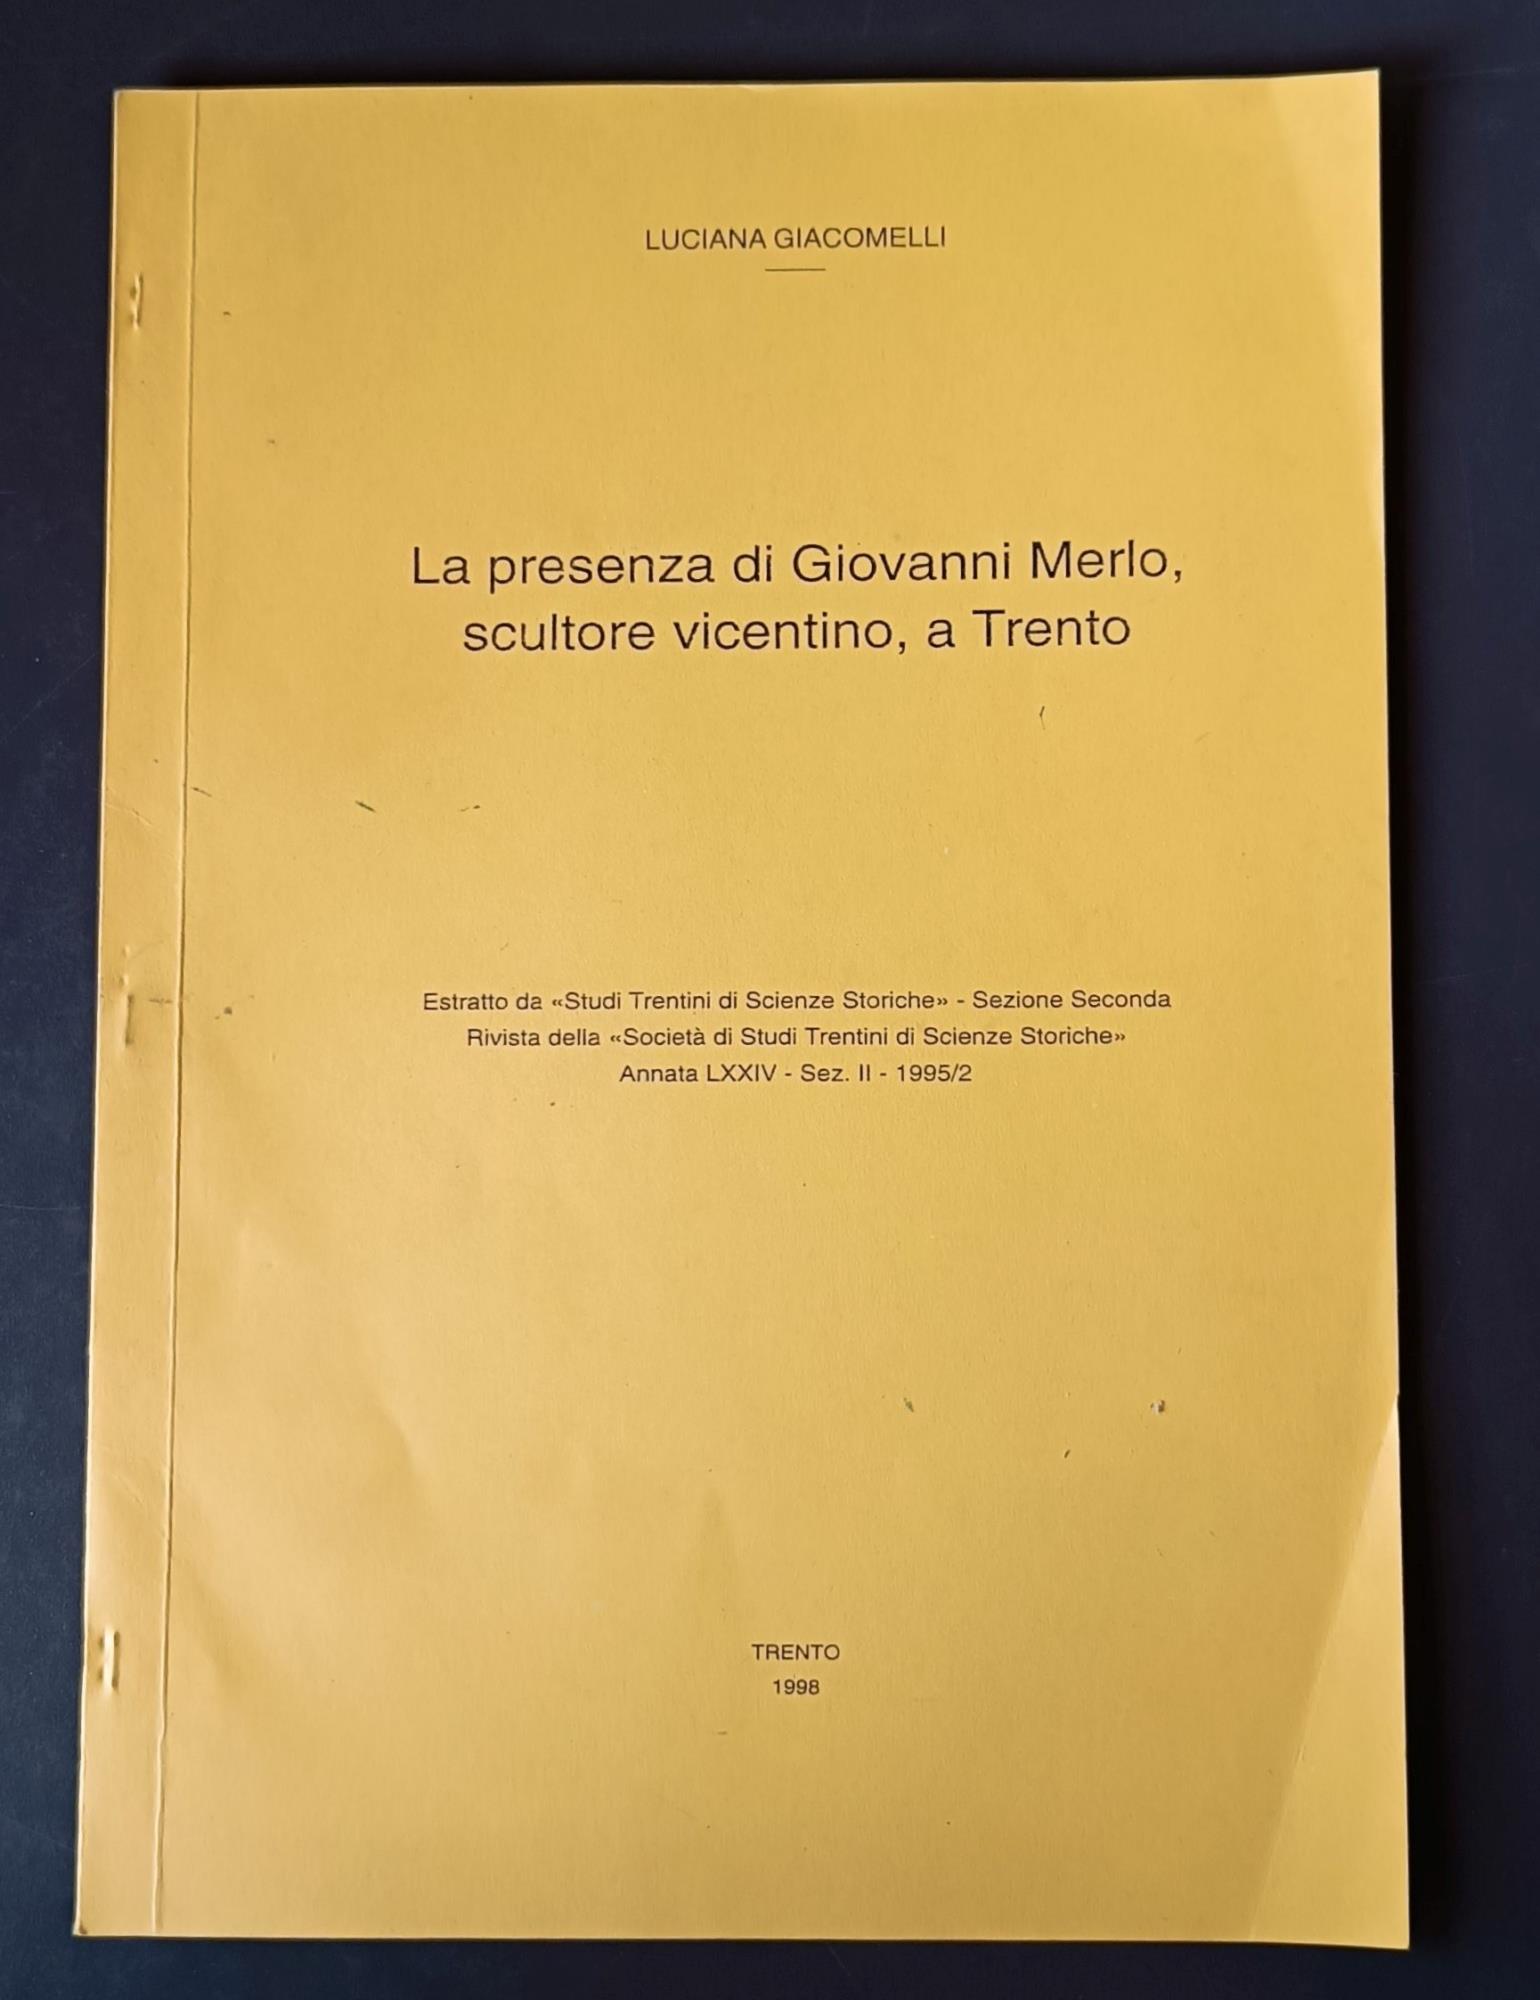 LUCIANA GIACOMELLI
La presenza di Giovanni Merlo,
scultore vicentino, a Trento
Estratto da «Studi Trentini di Scienze Storiche» - Sezione Seconda
Rivista della «Società di Studi Trentini di Scienze Storiche»
Annata LXXIV - Sez. II - 1995/2
TRENTO
1998